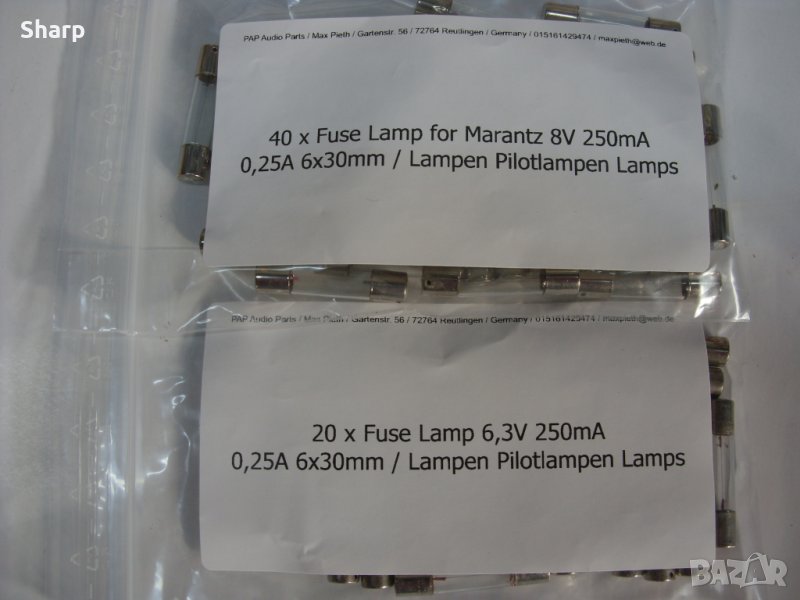 Sharp
PAP Audio Parts / Max Pieth / Gartenstr. 56 / 72764 Reutlingen / Germany / 015161429474 / maxpieth@web.de
40 x Fuse Lamp for Marantz 8V 250mA
0,25A 6x30mm / Lampen Pilotlampen Lamps
PAP Audio Parts / Max Pieth / Gartenstr. 56 / 72764 Reutlingen / Germany / 015161429474 / maxpieth@web.de
20 x Fuse Lamp 6,3V 250mA
0,25A 6x30mm / Lampen Pilotlampen Lamps
BAZAR.bg